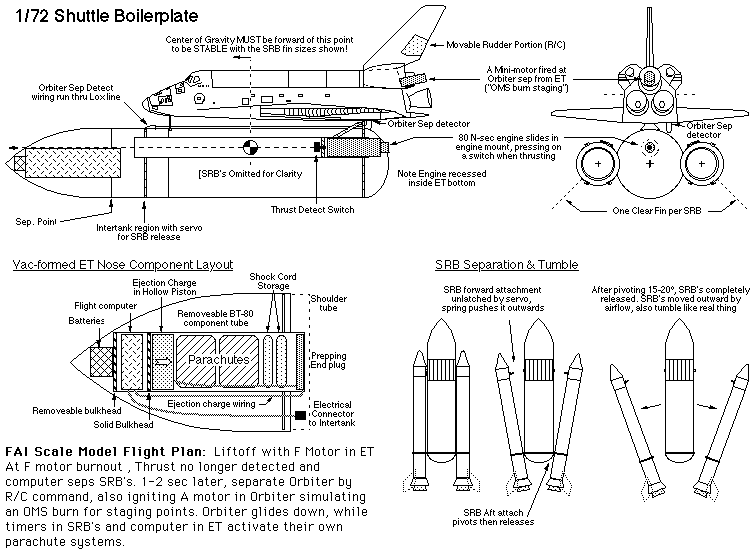 1/72 Shuttle Boilerplate
Center of Gravity MUST be forward of this point
to be STABLE with the SRB fin sizes shown!
Movable Rudder Portion (R/C)
A Mini-motor fired at
Orbiter sep from ET
("OMS burn staging")
Orbiter Sep Detect
wiring run thru Lox line
Orbiter Sep detector
Orbiter Sep
detector
80 N-sec engine slides in
engine mount, pressing on
a switch when thrusting
[SRB's Omitted for Clarity
Note Engine recessed
inside ET bottom
Thrust Detect Switch
Sep. Point
Intertank region with servo
for SRB release
One Clear Fin per SRB
Vac-formed ET Nose Component Layout
Ejection Charge
in Hollow Piston
Shock Cord
Storage
Flight computer
Removeable BT-80
component tube
Shoulder
tube
Batteries
Parachutes
Prepping
End plug
Removeable bulkhead
Ejection charge wiring
Solid Bulkhead
Electrical
Connector
to Intertank
SRB Separation & Tumble
SRB forward attachment
unlatched by servo,
spring pushes it outwards
After pivoting 15-20°, SRB's completely
released. SRB's moved outward by
airflow, also tumble like real thing
SRB Aft attach
pivots then releases
FAI Scale Model Flight Plan: Liftoff with F Motor in ET
At F motor burnout , Thrust no longer detected and
computer seps SRB's. 1-2 sec later, separate Orbiter by
R/C command, also igniting A motor in Orbiter simulating
an OMS burn for staging points. Orbiter glides down, while
timers in SRB's and computer in ET activate their own
parachute systems.